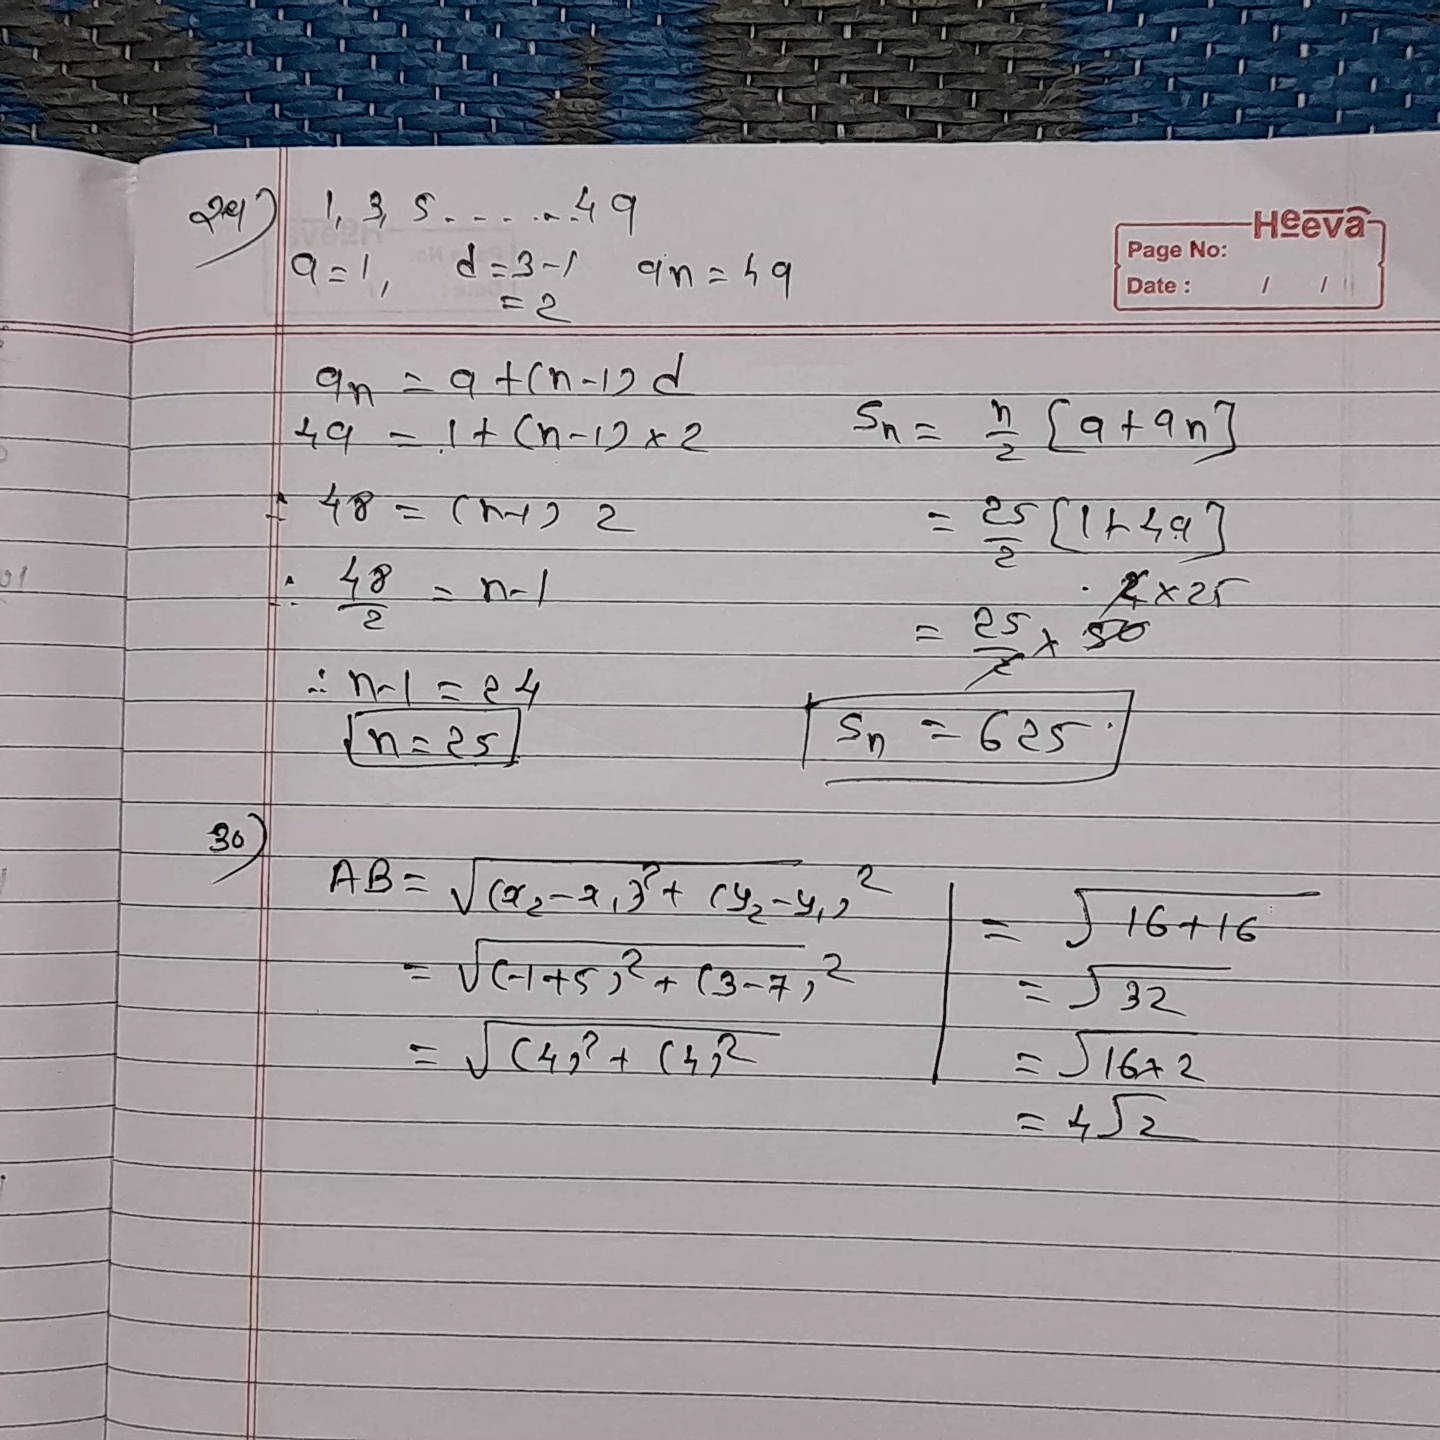 29) 1, 3, 5.......49
a=1, d=3-1 an=49
=2
Heeva
Page No:
Date : / /
an = a+(n-1)d
49 = 1+(n-1)×2
∴ 48 = (n-1) 2
∴ 48/2 = n-1
∴ n-1=24
n=25
Sn = n/2 [a+an]
= 25/2 [1+49]
= 25/2 × 50 2×25
Sn = 625
30)
AB= √(x₂-x₁)²+(y₂-y₁)²
= √(-1+5)²+(3-7)²
= √(4)²+(4)²
= √16+16
= √32
= √16×2
= 4√2